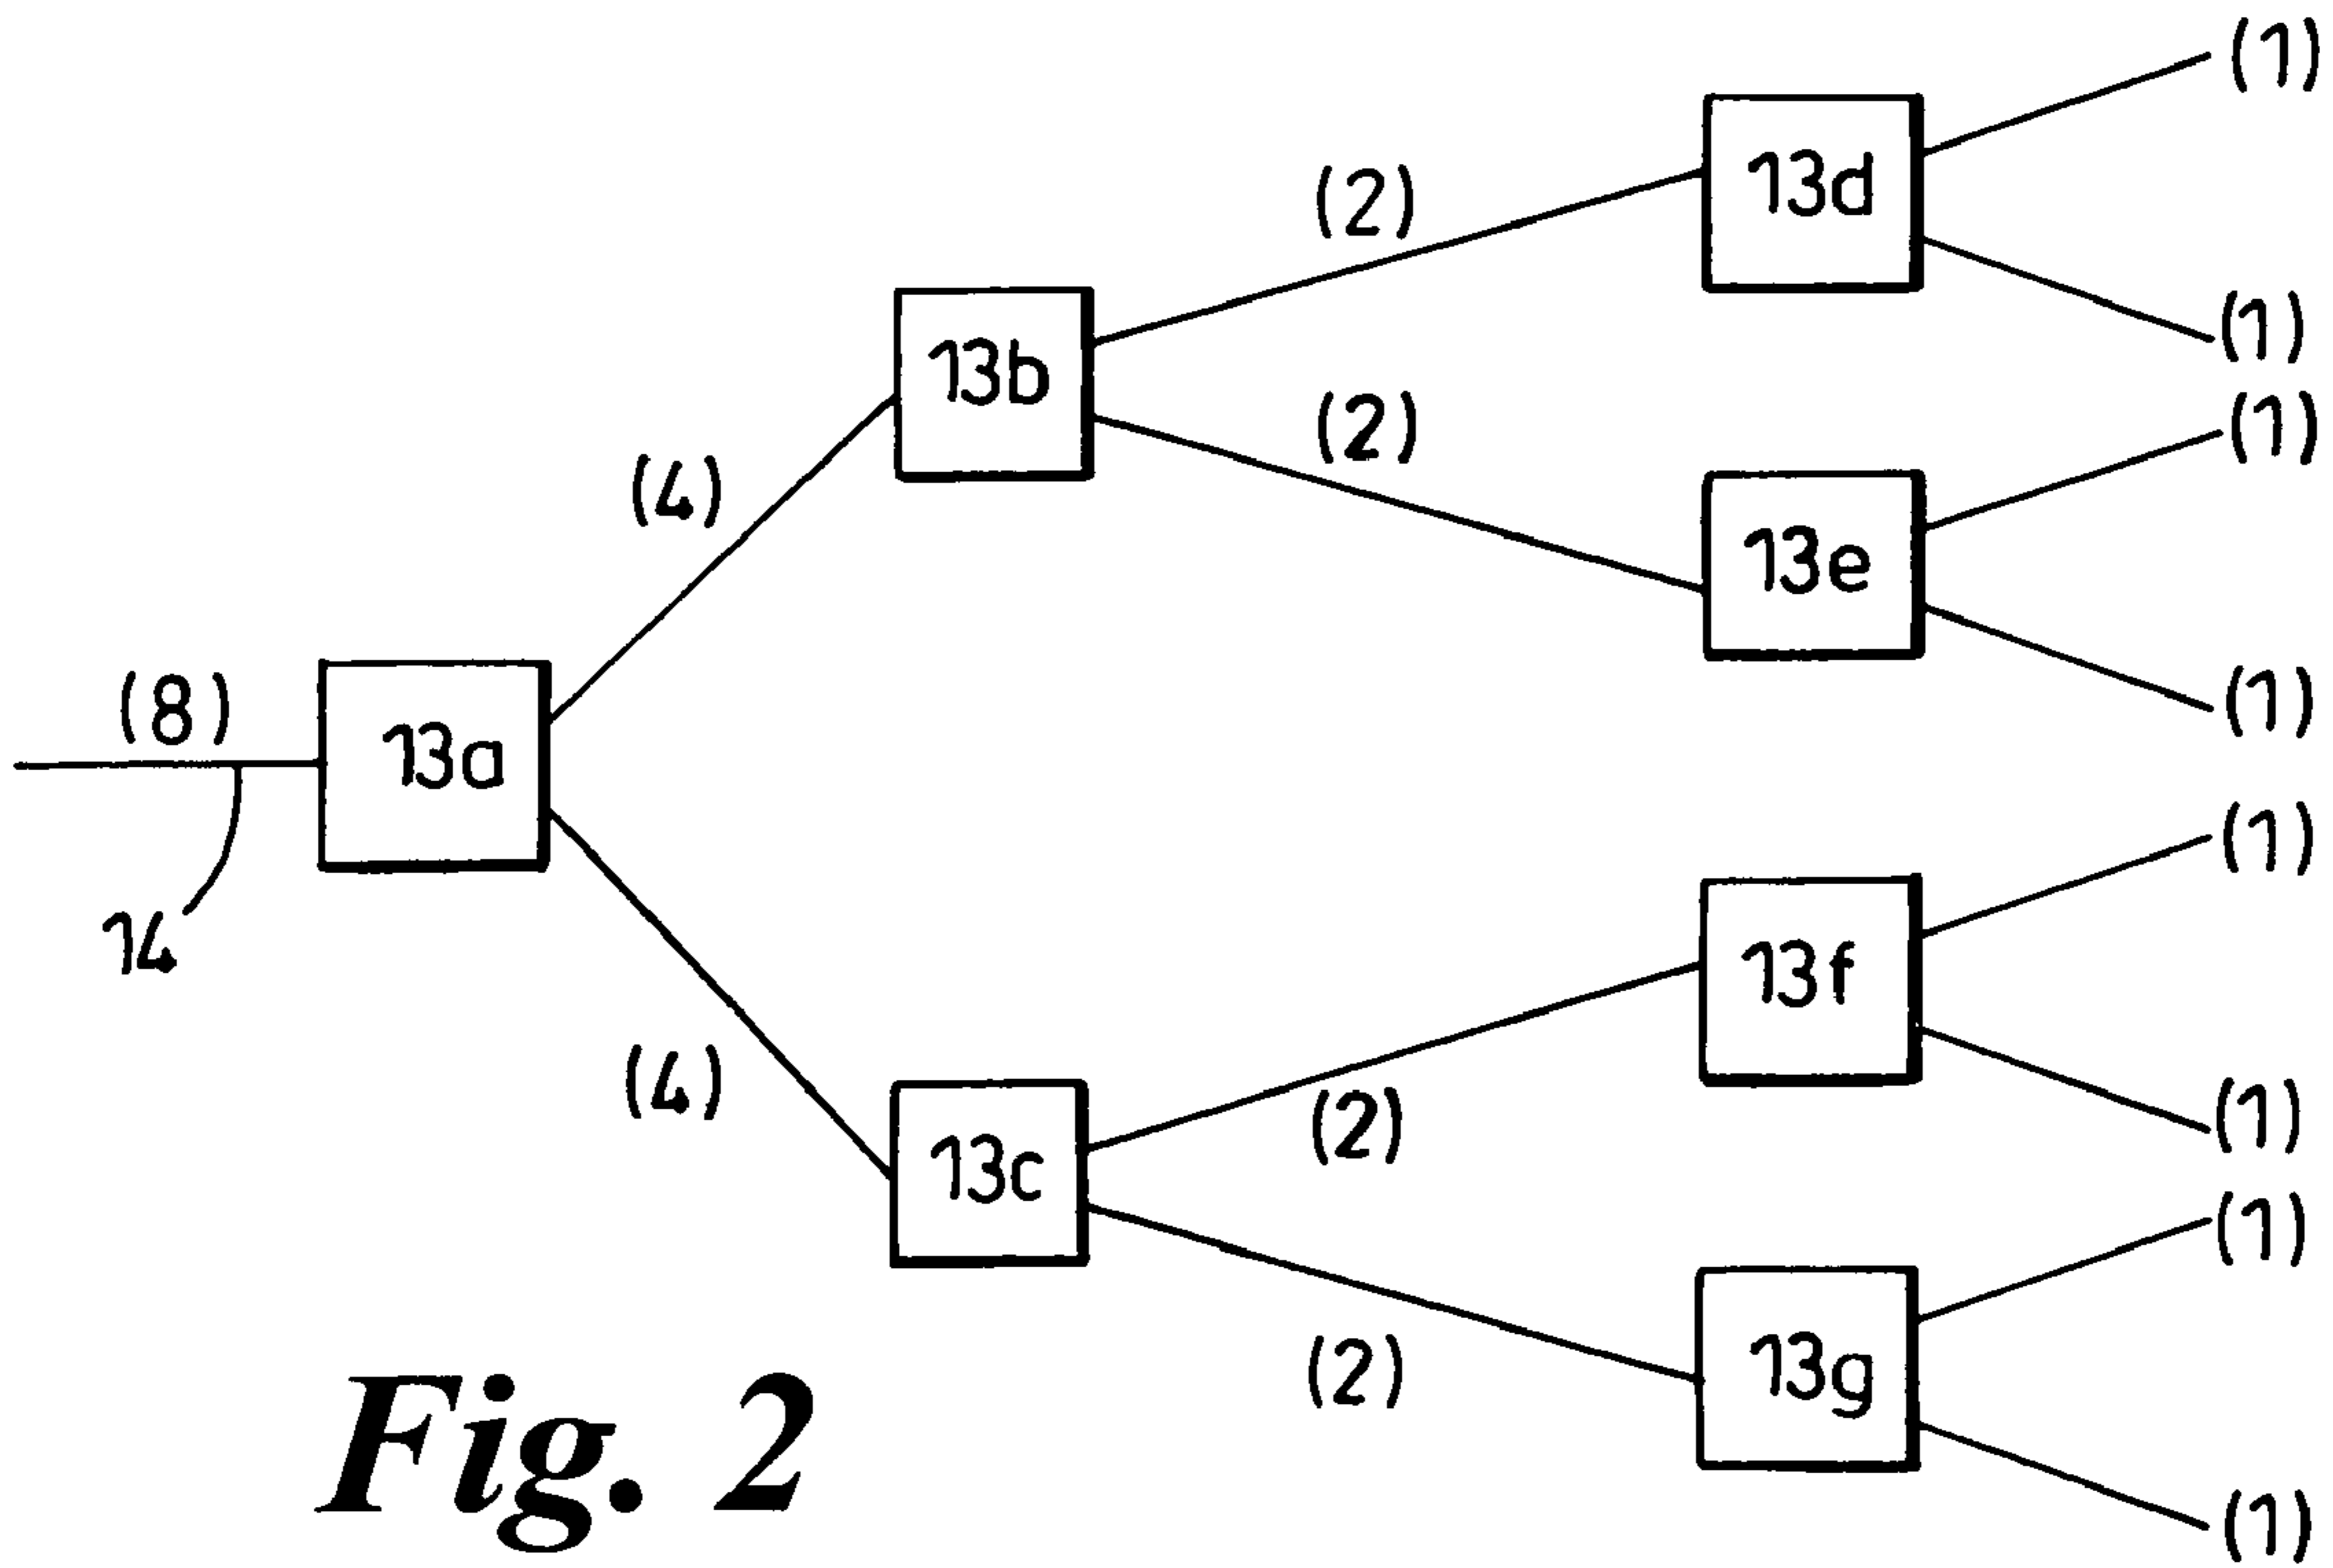 (1)
13d
(2)
(1)
13b
(2)
(1)
(4)
13e
(8)
(1)
13a
(1)
14
13f
(4)
(2)
(1)
13c
(1)
(2)
13g
Fig. 2
(1)